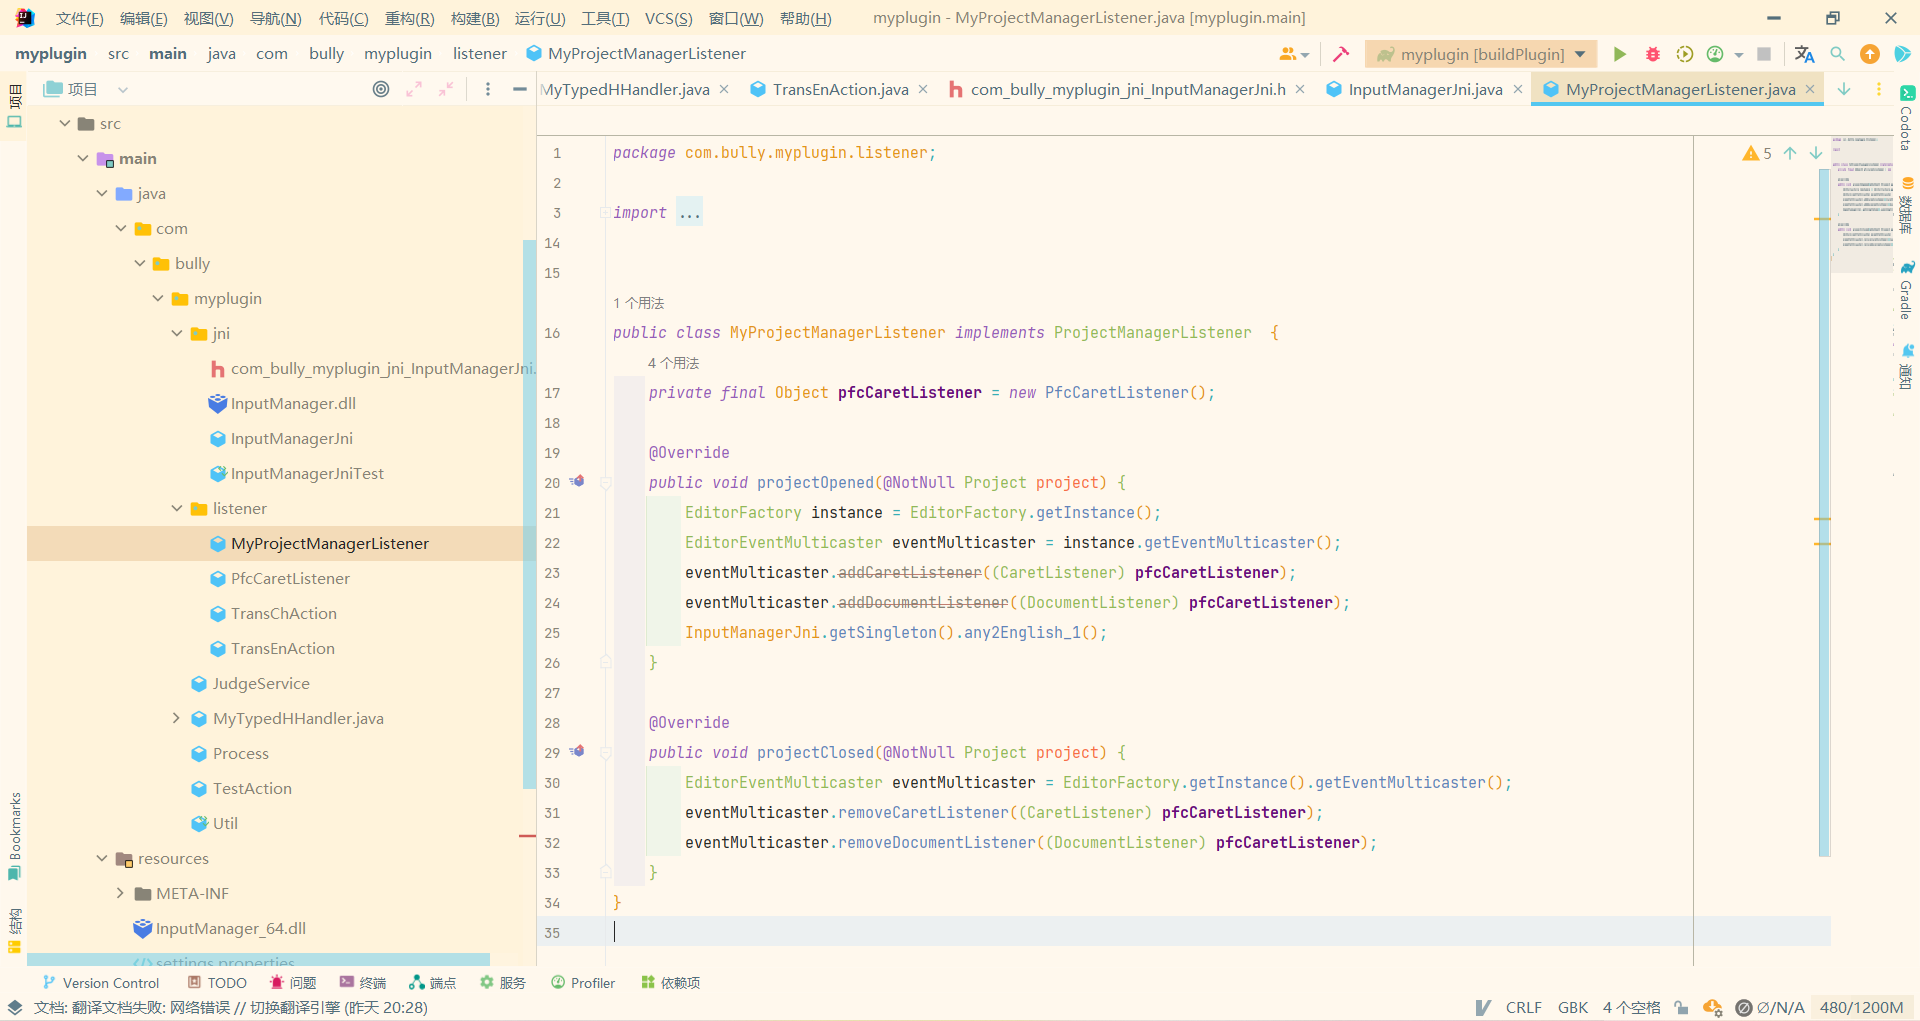 文件(F) 编辑(E) 视图(V) 导航(N) 代码(C) 重构(R) 构建(B) 运行(U) 工具(T) VCS(S) 窗口(W) 帮助(H) myplugin - MyProjectManagerListener.java [myplugin.main]
myplugin src main java com bully myplugin listener MyProjectManagerListener myplugin [buildPlugin]
项目 MyTypedHHandler.java TransEnAction.java com_bully_myplugin_jni_InputManagerJni.h InputManagerJni.java MyProjectManagerListener.java
项目
Bookmarks
结构
src
main
java
com
bully
myplugin
jni
com_bully_myplugin_jni_InputManagerJni.
InputManager.dll
InputManagerJni
InputManagerJniTest
listener
MyProjectManagerListener
PfcCaretListener
TransChAction
TransEnAction
JudgeService
MyTypedHHandler.java
Process
TestAction
Util
resources
META-INF
InputManager_64.dll
settings.properties
1 package com.bully.myplugin.listener;
2
3 import ...
14
15
1 个用法
16 public class MyProjectManagerListener implements ProjectManagerListener {
4 个用法
17 private final Object pfcCaretListener = new PfcCaretListener();
18
19 @Override
20 public void projectOpened(@NotNull Project project) {
21 EditorFactory instance = EditorFactory.getInstance();
22 EditorEventMulticaster eventMulticaster = instance.getEventMulticaster();
23 eventMulticaster.addCaretListener((CaretListener) pfcCaretListener);
24 eventMulticaster.addDocumentListener((DocumentListener) pfcCaretListener);
25 InputManagerJni.getSingleton().any2English_1();
26 }
27
28 @Override
29 public void projectClosed(@NotNull Project project) {
30 EditorEventMulticaster eventMulticaster = EditorFactory.getInstance().getEventMulticaster();
31 eventMulticaster.removeCaretListener((CaretListener) pfcCaretListener);
32 eventMulticaster.removeDocumentListener((DocumentListener) pfcCaretListener);
33 }
34 }
35
5
Codota
数据库
Gradle
通知
Version Control TODO 问题 终端 端点 服务 Profiler 依赖项
文档: 翻译文档失败: 网络错误 // 切换翻译引擎 (昨天 20:28) CRLF GBK 4 个空格 Ø/N/A 480/1200M